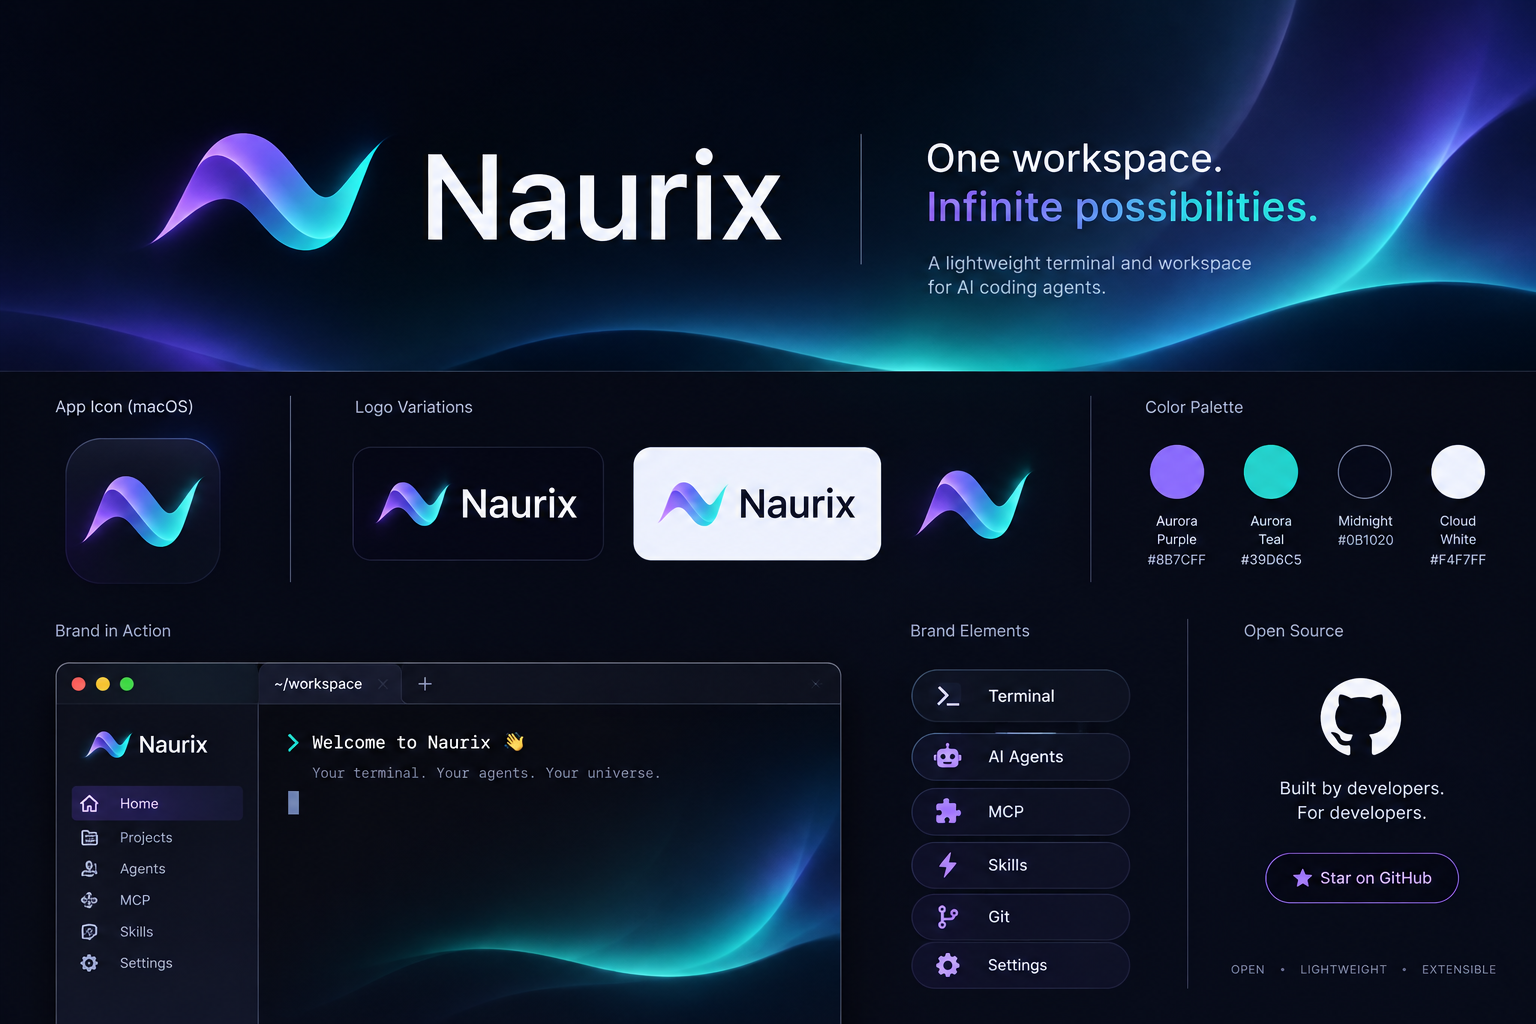 Naurix
One workspace.
Infinite possibilities.
A lightweight terminal and workspace
for AI coding agents.
App Icon (macOS)
Logo Variations
Naurix
Naurix
Color Palette
Aurora
Purple
#8B7CFF
Aurora
Teal
#39D6C5
Midnight
#0B1020
Cloud
White
#F4F7FF
Brand in Action
~/workspace
Naurix
Home
Projects
Agents
MCP
Skills
Settings
Welcome to Naurix 👋
Your terminal. Your agents. Your universe.
Brand Elements
Terminal
AI Agents
MCP
Skills
Git
Settings
Open Source
Built by developers.
For developers.
Star on GitHub
OPEN • LIGHTWEIGHT • EXTENSIBLE